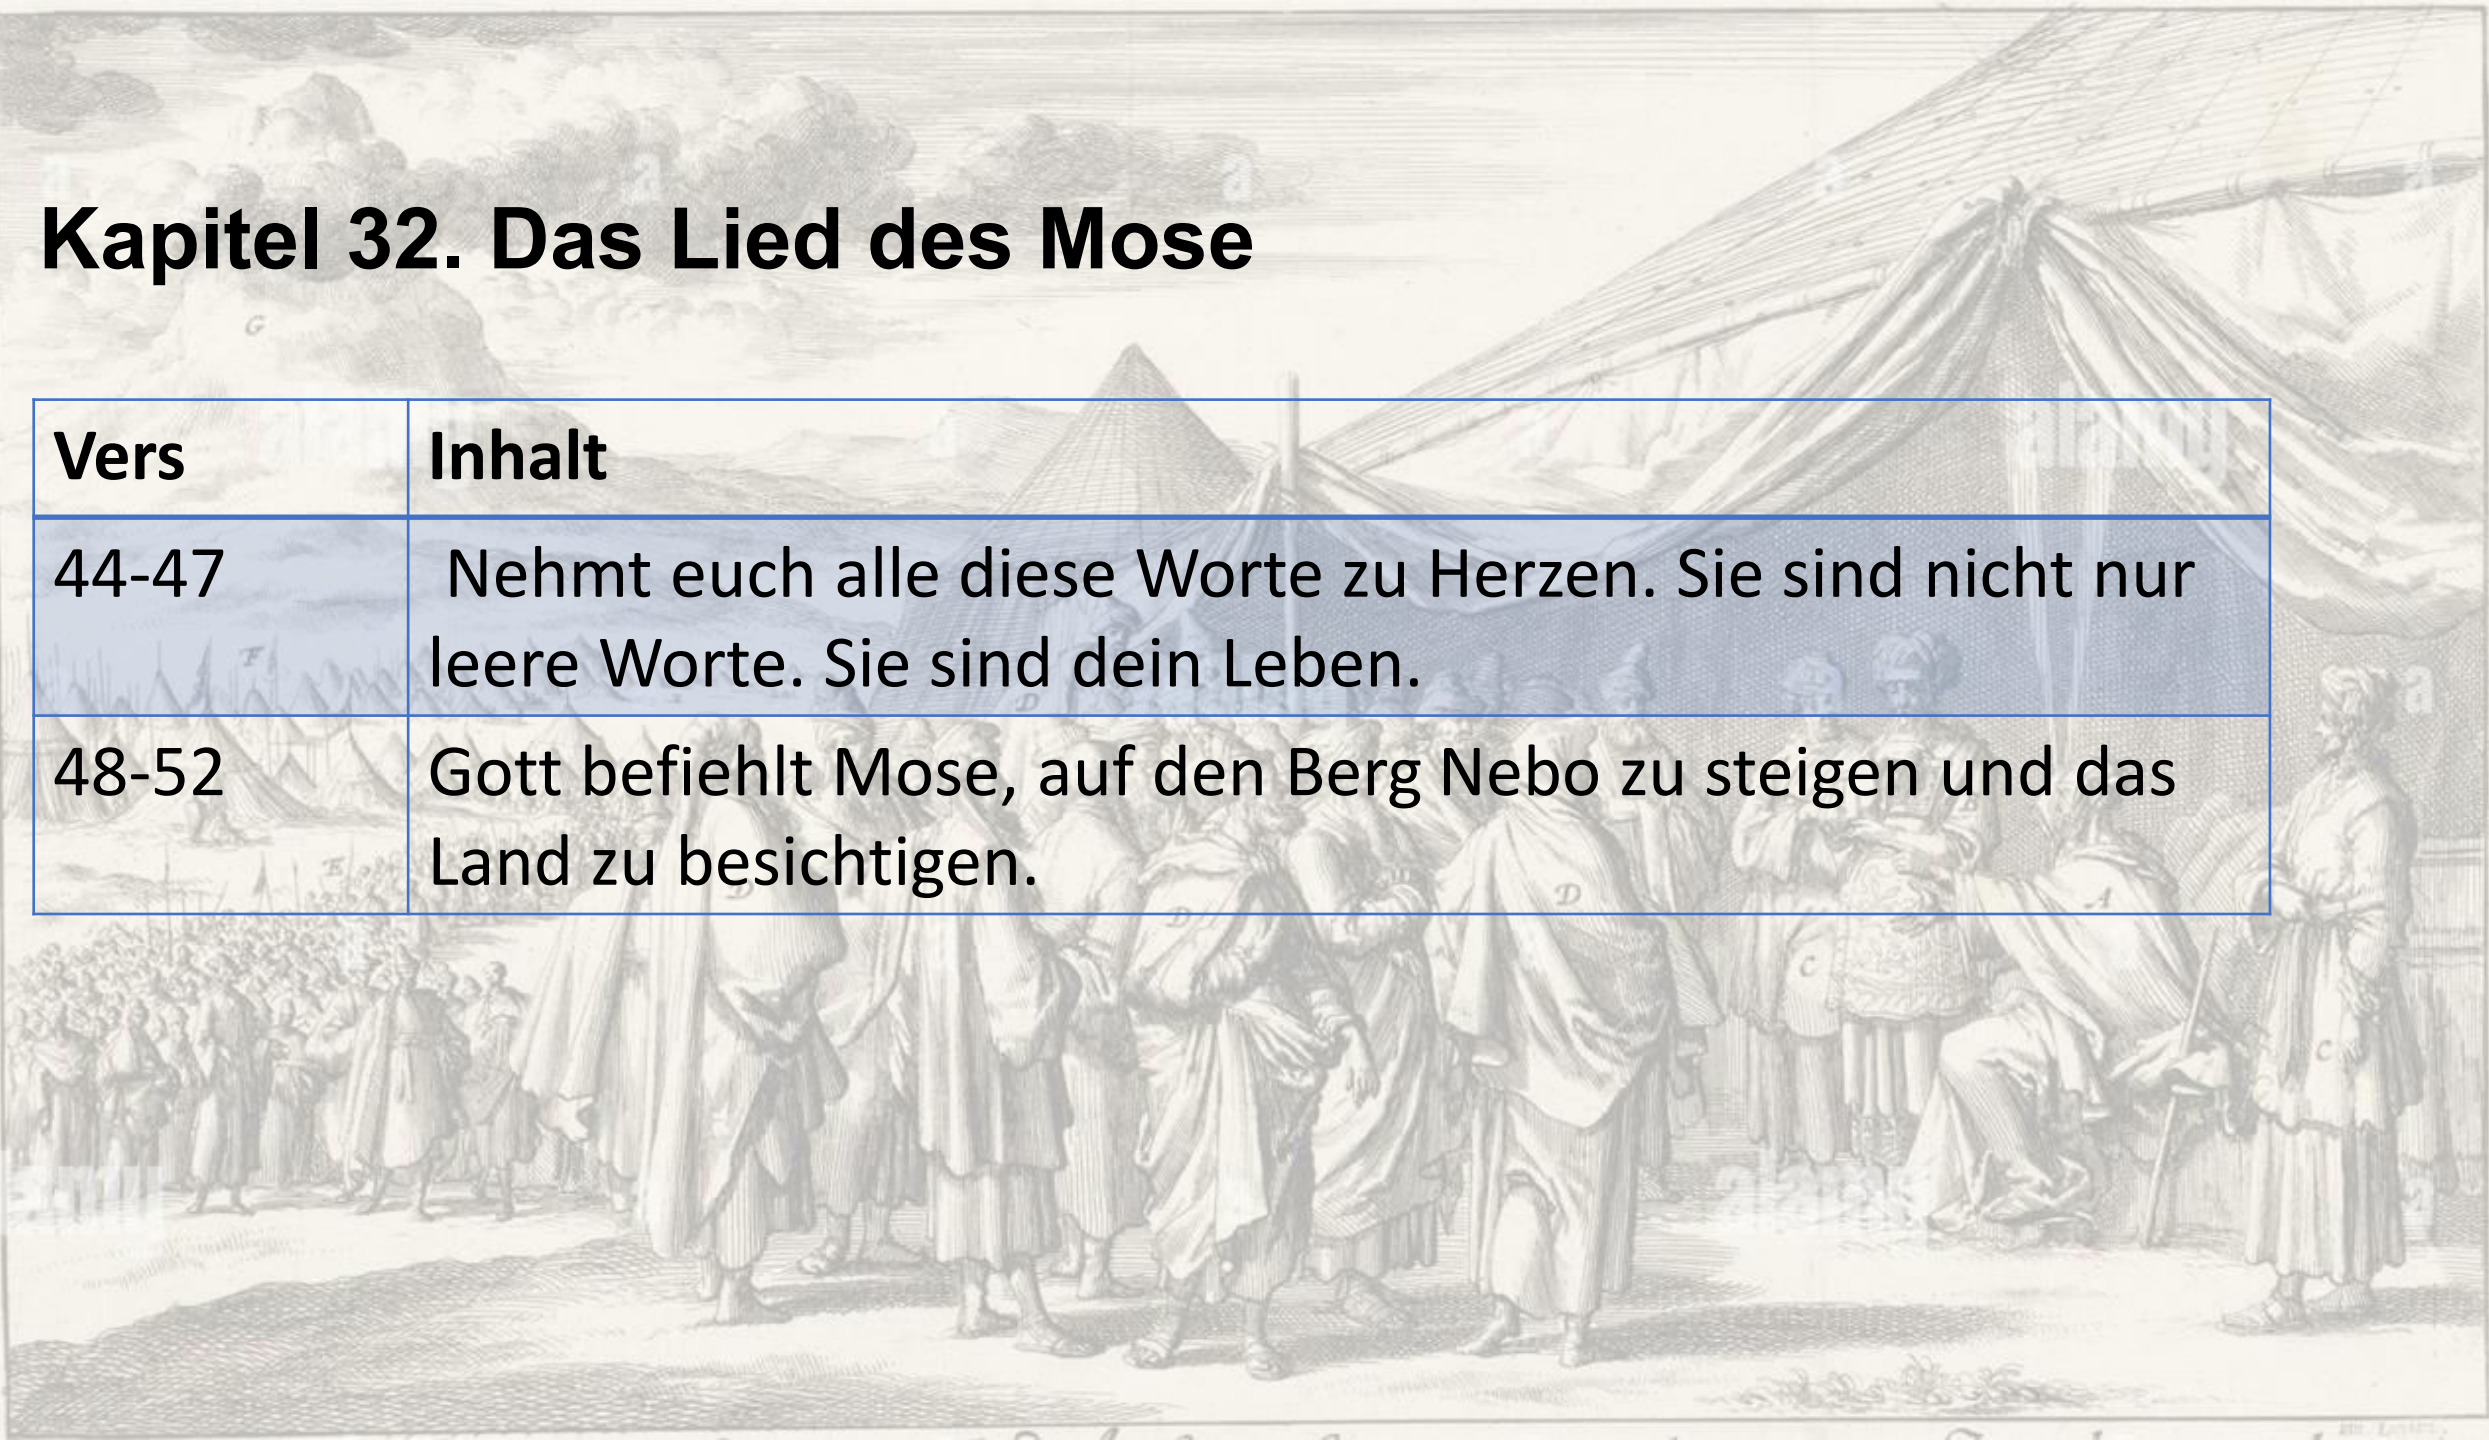 Kapitel 32. Das Lied des Mose
Vers Inhalt
44-47 Nehmt euch alle diese Worte zu Herzen. Sie sind nicht nur
leere Worte. Sie sind dein Leben.
48-52 Gott befiehlt Mose, auf den Berg Nebo zu steigen und das
Land zu besichtigen.
G
F
D
E
D
D
D
A
C
C
alamy
alamy